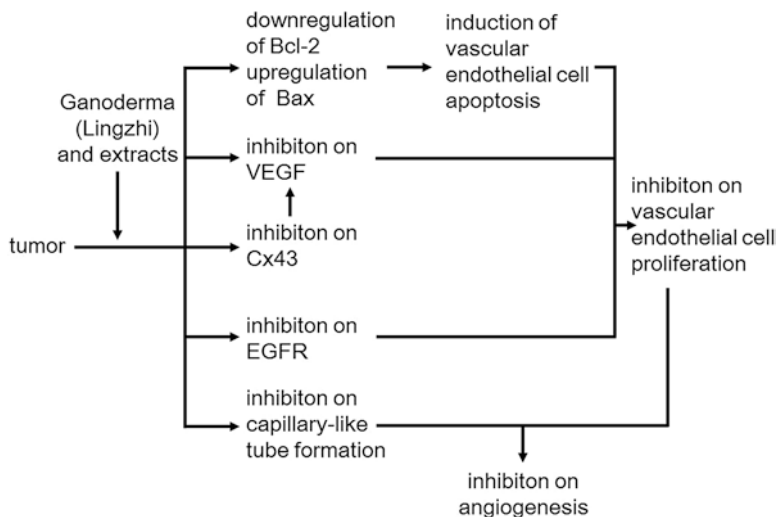 downregulation
of Bcl-2
upregulation
of Bax
induction of
vascular
endothelial cell
apoptosis
Ganoderma
(Lingzhi)
and extracts
inhibiton on
VEGF
tumor
inhibiton on
Cx43
inhibiton on
vascular
endothelial cell
proliferation
inhibiton on
EGFR
inhibiton on
capillary-like
tube formation
inhibiton on
angiogenesis